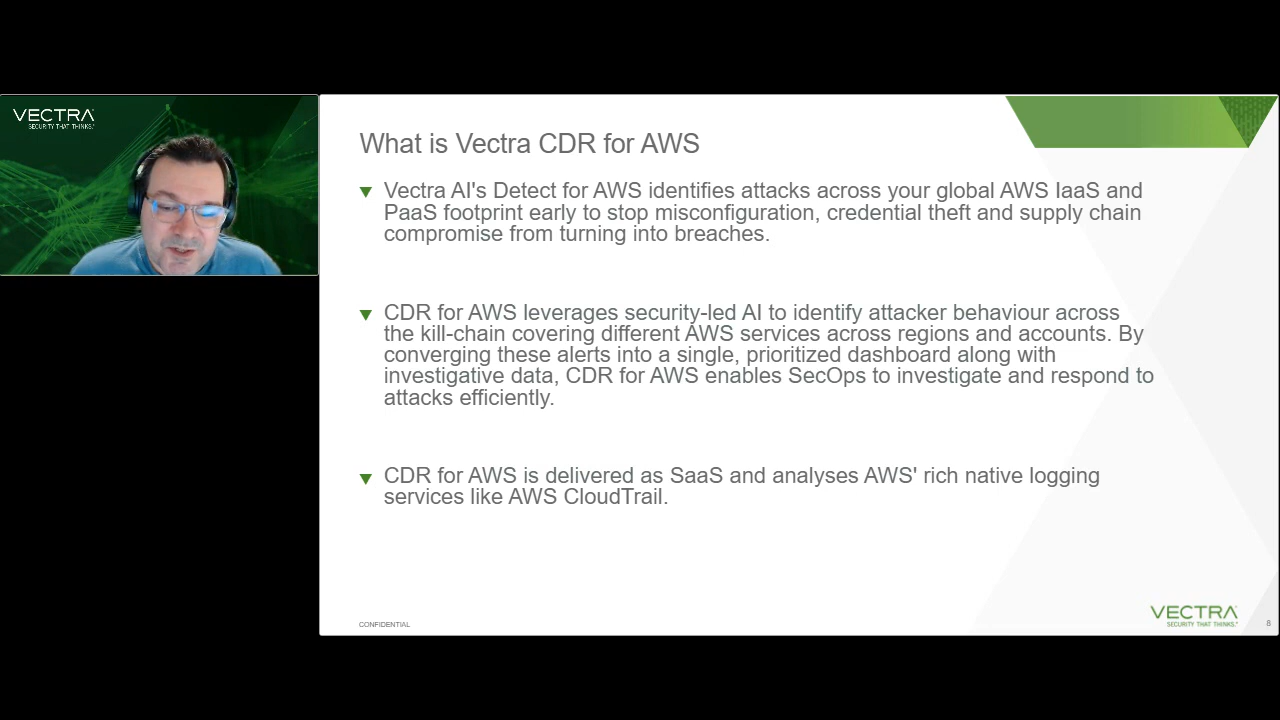 VECTRA
SECURITY THAT THINKS.
What is Vectra CDR for AWS
Vectra AI's Detect for AWS identifies attacks across your global AWS IaaS and
PaaS footprint early to stop misconfiguration, credential theft and supply chain
compromise from turning into breaches.
CDR for AWS leverages security-led AI to identify attacker behaviour across
the kill-chain covering different AWS services across regions and accounts. By
converging these alerts into a single, prioritized dashboard along with
investigative data, CDR for AWS enables SecOps to investigate and respond to
attacks efficiently.
CDR for AWS is delivered as SaaS and analyses AWS' rich native logging
services like AWS CloudTrail.
CONFIDENTIAL
VECTRA
SECURITY THAT THINKS.
8